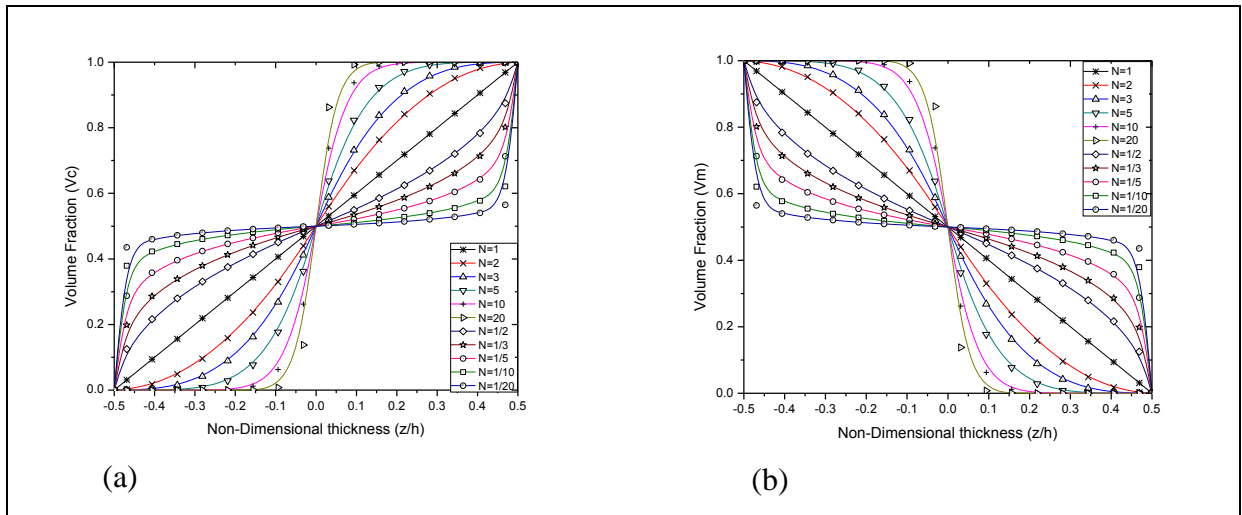 1.0
0.8
0.6
0.4
0.2
0.0
Volume Fraction (Vc)
-0.5 -0.4 -0.3 -0.2 -0.1 0.0 0.1 0.2 0.3 0.4 0.5
Non-Dimensional thickness (z/h)
N=1
N=2
N=3
N=5
N=10
N=20
N=1/2
N=1/3
N=1/5
N=1/10
N=1/20
(a)
1.0
0.8
0.6
0.4
0.2
0.0
Volume Fraction (Vm)
-0.5 -0.4 -0.3 -0.2 -0.1 0.0 0.1 0.2 0.3 0.4 0.5
Non-Dimensional thickness (z/h)
N=1
N=2
N=3
N=5
N=10
N=20
N=1/2
N=1/3
N=1/5
N=1/10
N=1/20
(b)